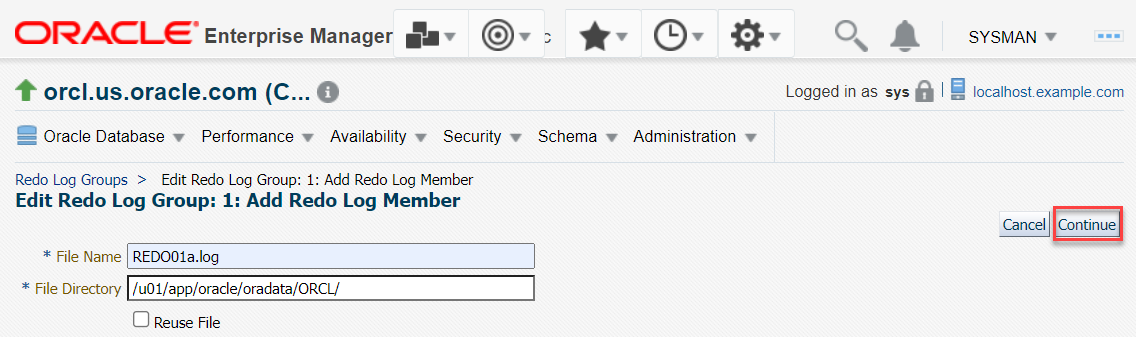 ORACLE Enterprise Manager c SYSMAN
orcl.us.oracle.com (C... Logged in as sys localhost.example.com
Oracle Database Performance Availability Security Schema Administration
Redo Log Groups > Edit Redo Log Group: 1: Add Redo Log Member
Edit Redo Log Group: 1: Add Redo Log Member
Cancel Continue
* File Name REDO01a.log
* File Directory /u01/app/oracle/oradata/ORCL/
Reuse File